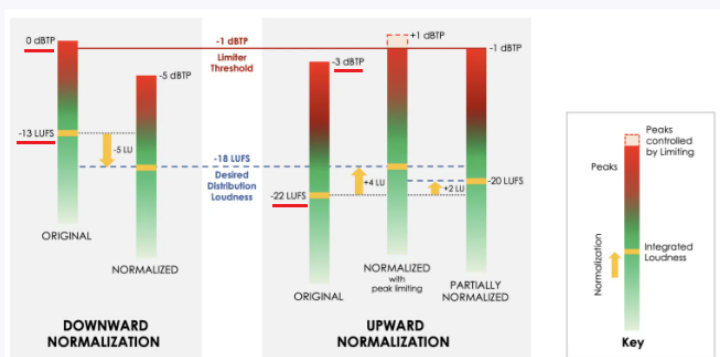 0 dBTP
-1 dBTP
Limiter
Threshold
-5 dBTP
-13 LUFS
-5 LU
-18 LUFS
Desired
Distribution
Loudness
ORIGINAL
NORMALIZED
DOWNWARD
NORMALIZATION
+1 dBTP
-3 dBTP
-1 dBTP
+4 LU
+2 LU
-20 LUFS
-22 LUFS
ORIGINAL
NORMALIZED
with
peak limiting
PARTIALLY
NORMALIZED
UPWARD
NORMALIZATION
Peaks
controlled
by Limiting
Peaks
Integrated
Loudness
Normalization
Key